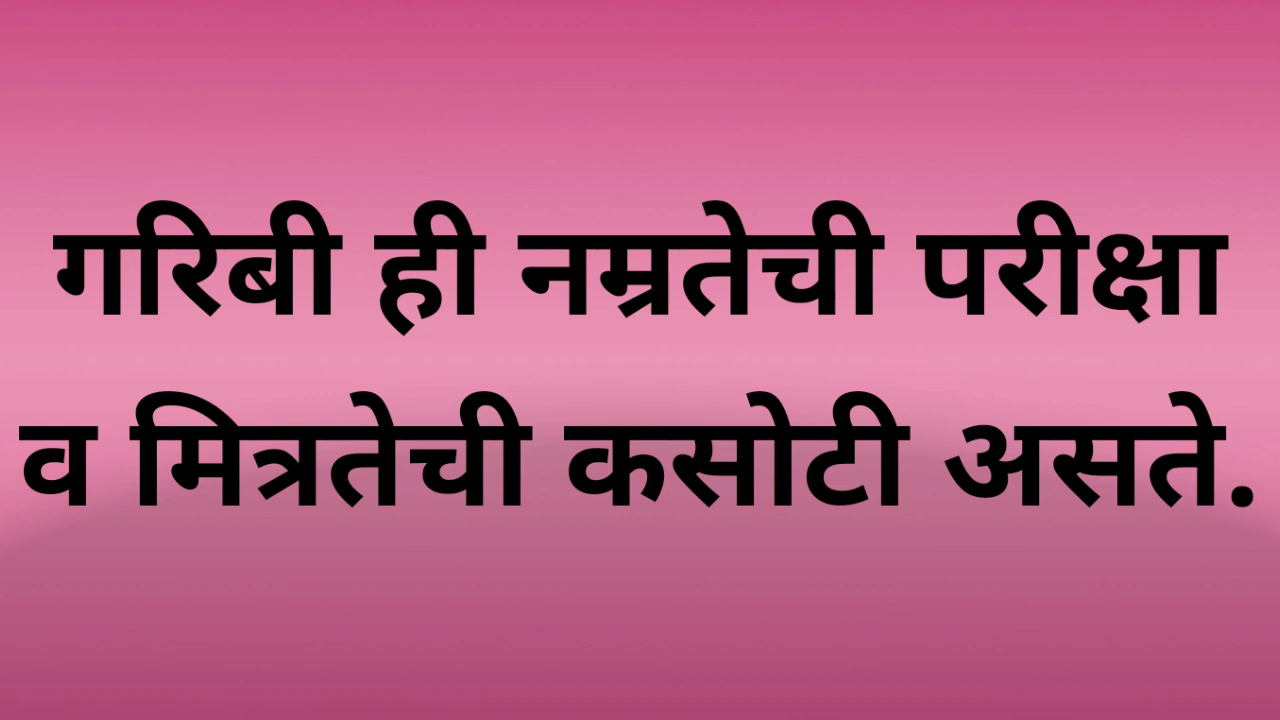 गरिबी ही नम्रतेची परीक्षा
व मित्रतेची कसोटी असते.